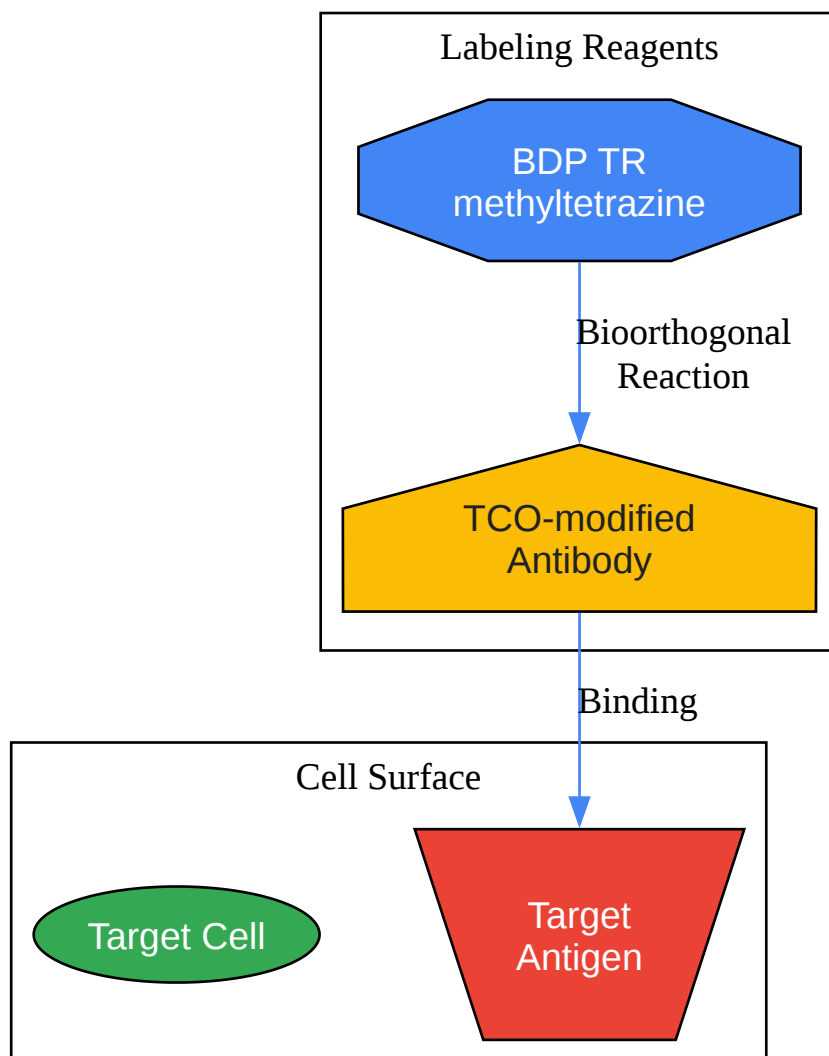 Labeling Reagents
BDP TR
methyltetrazine
Bioorthogonal
Reaction
TCO-modified
Antibody
Binding
Cell Surface
Target Cell
Target
Antigen